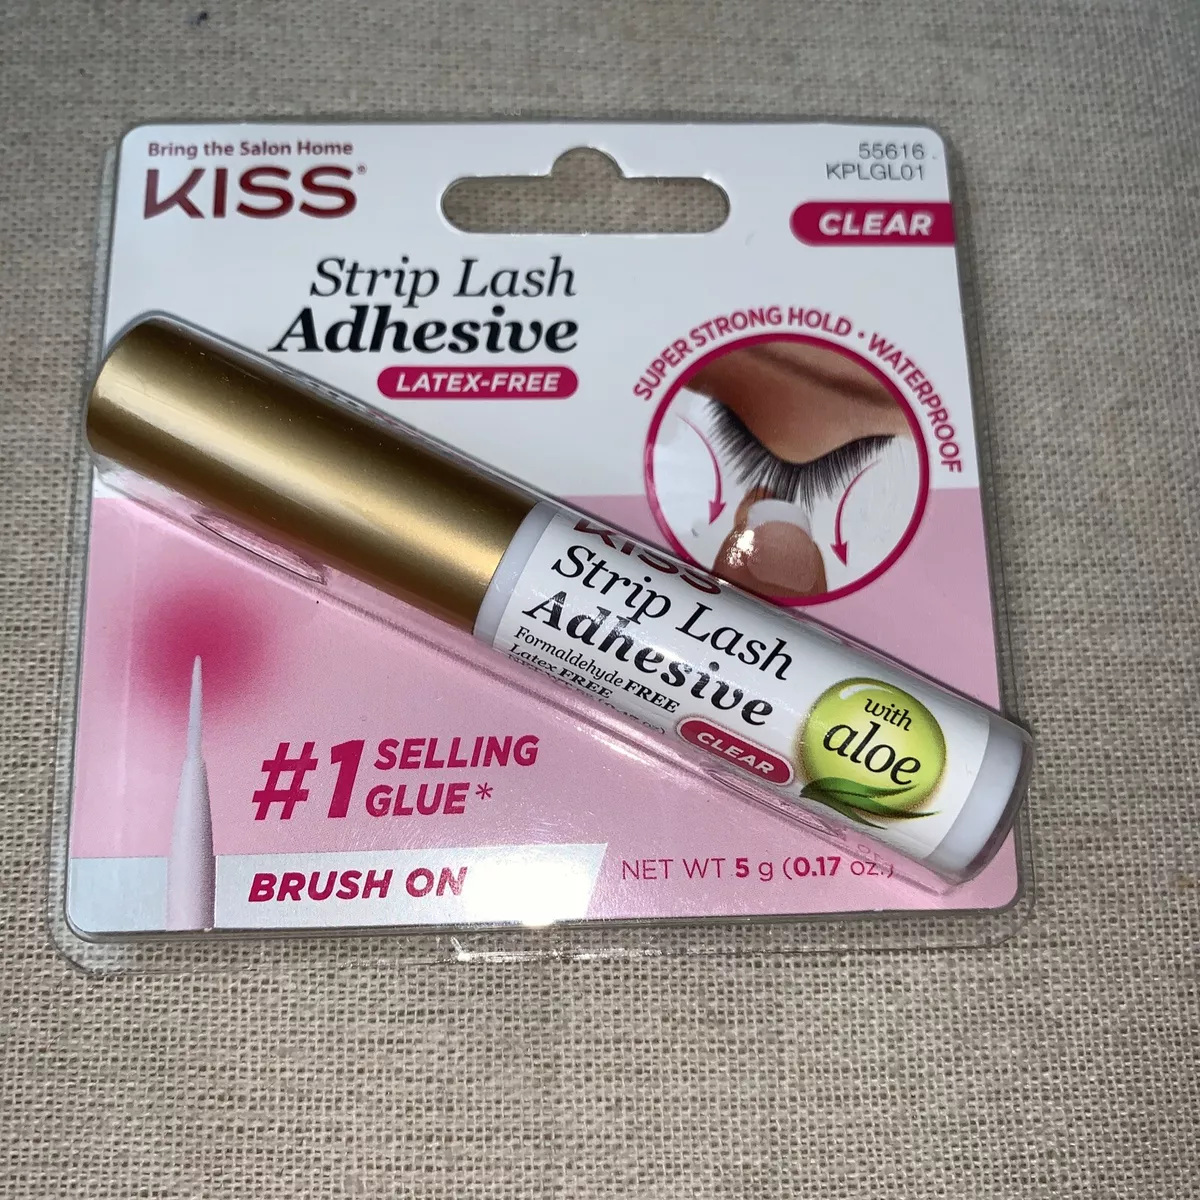 Bring the Salon Home
KISS®
55616
KPLGL01
CLEAR
Strip Lash
Adhesive
LATEX-FREE
SUPER STRONG HOLD • WATERPROOF
KISS
Strip Lash
Adhesive
Formaldehyde FREE
Latex FREE
CLEAR
with
aloe
#1 SELLING
GLUE*
BRUSH ON
NET WT 5 g (0.17 oz.)